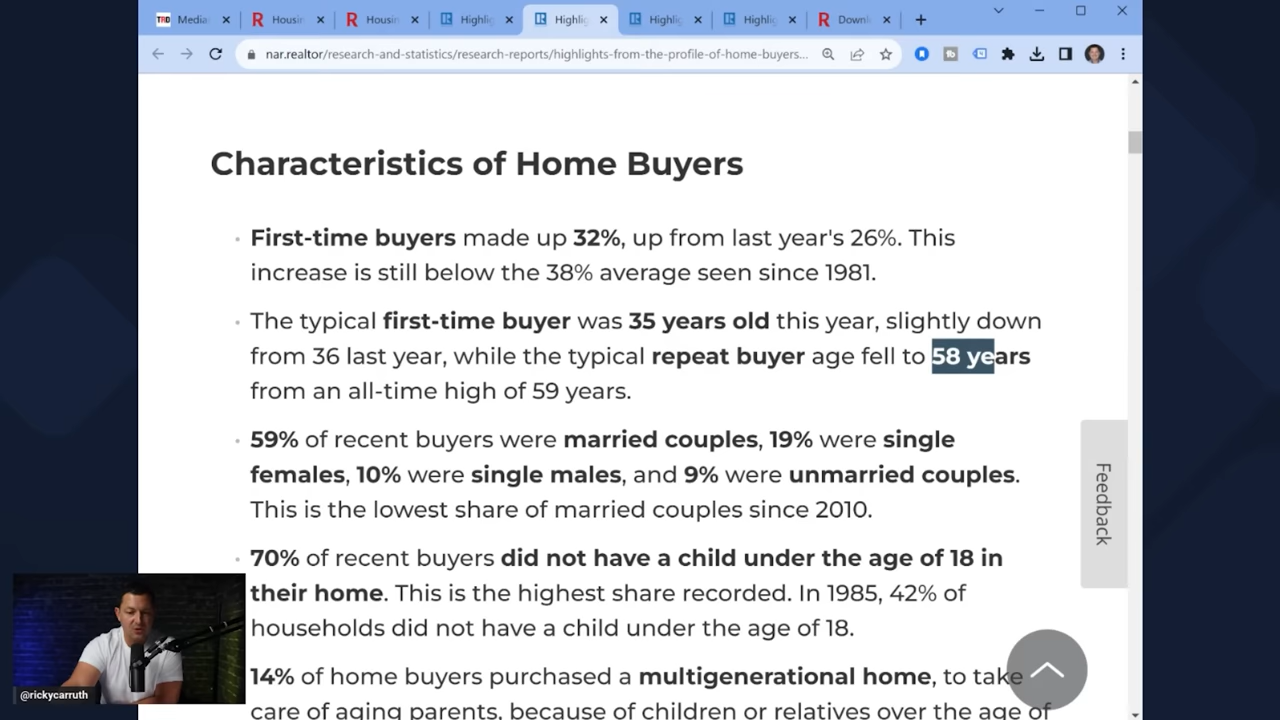 Media
Housin
Housin
Highlig
Highlig
Highlig
Highlig
Downl
nar.realtor/research-and-statistics/research-reports/highlights-from-the-profile-of-home-buyers...
Characteristics of Home Buyers
• First-time buyers made up 32%, up from last year's 26%. This
increase is still below the 38% average seen since 1981.
• The typical first-time buyer was 35 years old this year, slightly down
from 36 last year, while the typical repeat buyer age fell to 58 years
from an all-time high of 59 years.
• 59% of recent buyers were married couples, 19% were single
females, 10% were single males, and 9% were unmarried couples.
This is the lowest share of married couples since 2010.
• 70% of recent buyers did not have a child under the age of 18 in
their home. This is the highest share recorded. In 1985, 42% of
households did not have a child under the age of 18.
14% of home buyers purchased a multigenerational home, to take
care of aging parents, because of children or relatives over the age of
Feedback
@rickycarruth